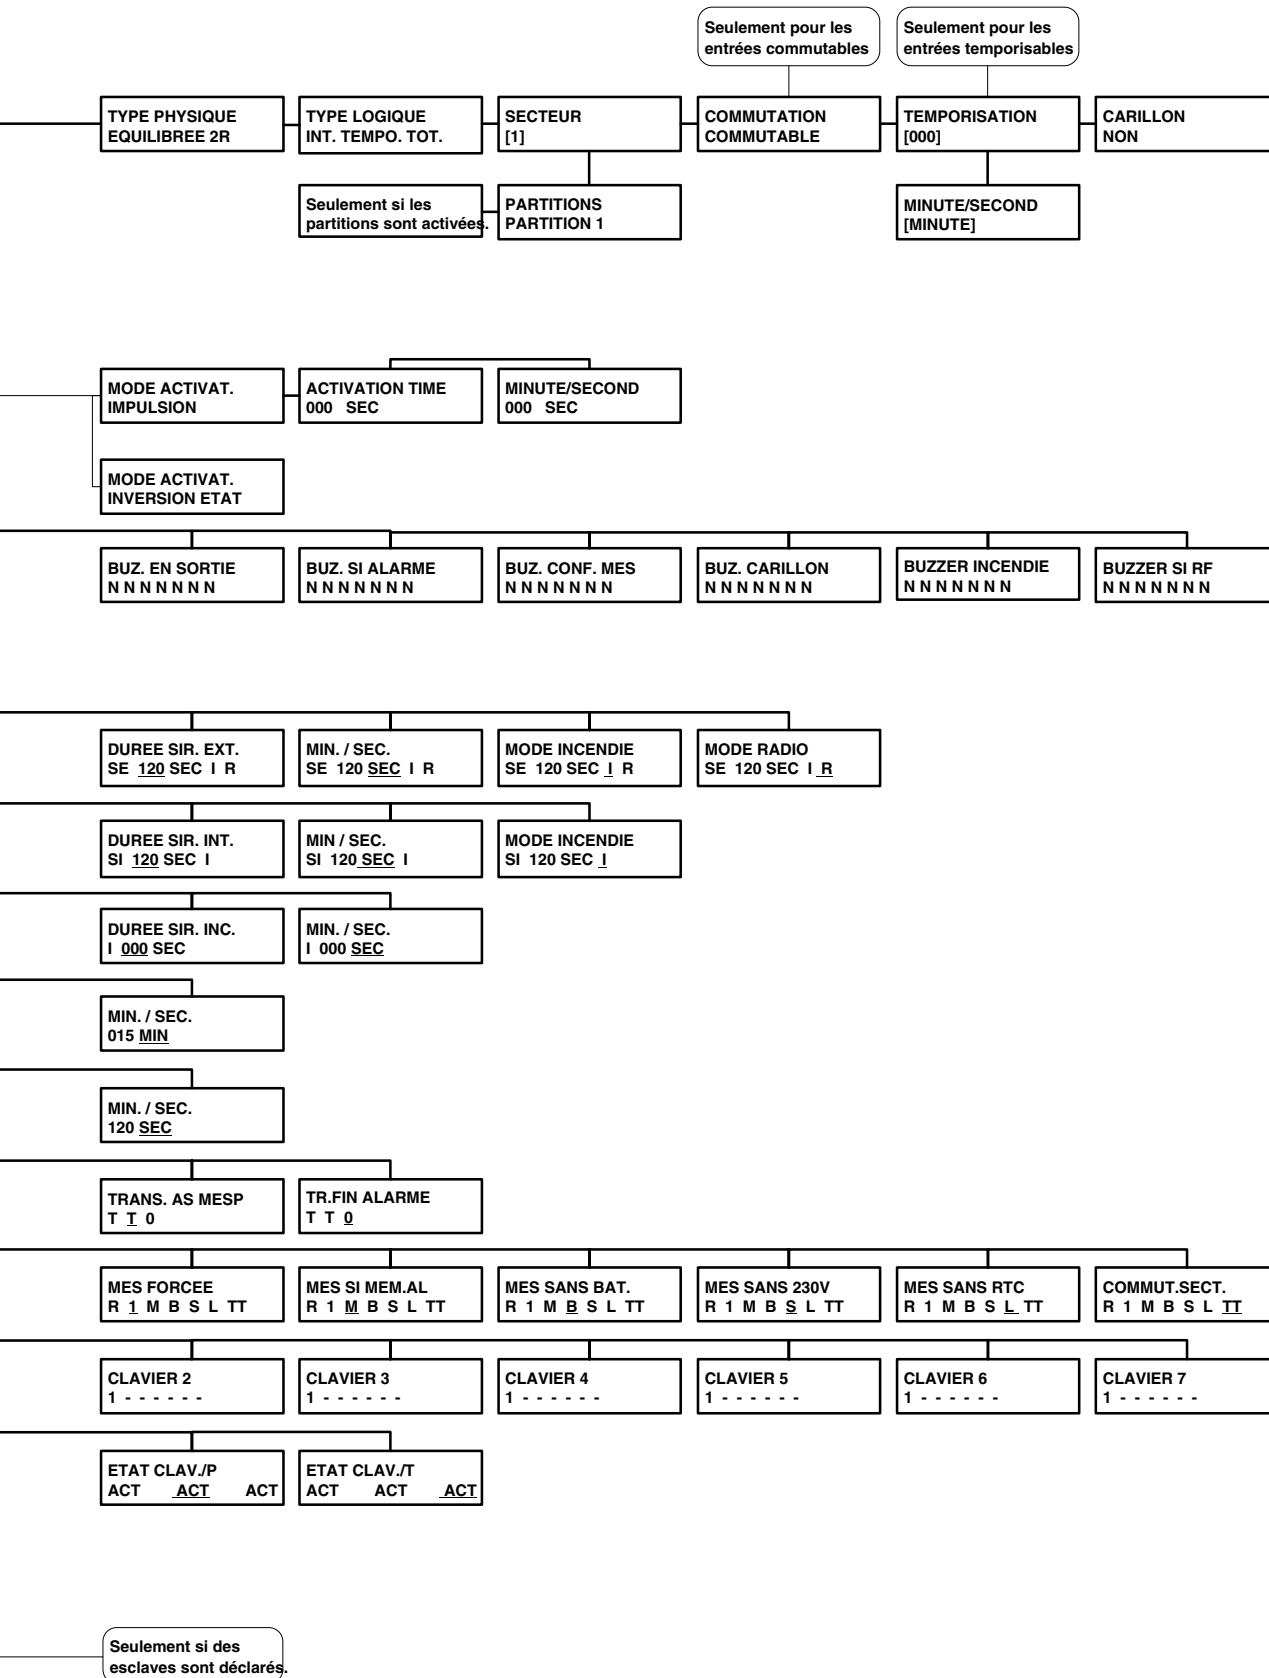 Seulement pour les
entrées commutables
Seulement pour les
entrées temporisables
TYPE PHYSIQUE
EQUILIBREE 2R
TYPE LOGIQUE
INT. TEMPO. TOT.
SECTEUR
[1]
COMMUTATION
COMMUTABLE
TEMPORISATION
[000]
CARILLON
NON
Seulement si les
partitions sont activées.
PARTITIONS
PARTITION 1
MINUTE/SECOND
[MINUTE]
MODE ACTIVAT.
IMPULSION
ACTIVATION TIME
000 SEC
MINUTE/SECOND
000 SEC
MODE ACTIVAT.
INVERSION ETAT
BUZ. EN SORTIE
N N N N N N N
BUZ. SI ALARME
N N N N N N N
BUZ. CONF. MES
N N N N N N N
BUZ. CARILLON
N N N N N N N
BUZZER INCENDIE
N N N N N N N
BUZZER SI RF
N N N N N N N
DUREE SIR. EXT.
SE 120 SEC I R
MIN. / SEC.
SE 120 SEC I R
MODE INCENDIE
SE 120 SEC I R
MODE RADIO
SE 120 SEC I R
DUREE SIR. INT.
SI 120 SEC I
MIN / SEC.
SI 120 SEC I
MODE INCENDIE
SI 120 SEC I
DUREE SIR. INC.
I 000 SEC
MIN. / SEC.
I 000 SEC
MIN. / SEC.
015 MIN
MIN. / SEC.
120 SEC
TRANS. AS MESP
T T 0
TR.FIN ALARME
T T 0
MES FORCEE
R 1 M B S L TT
MES SI MEM.AL
R 1 M B S L TT
MES SANS BAT.
R 1 M B S L TT
MES SANS 230V
R 1 M B S L TT
MES SANS RTC
R 1 M B S L TT
COMMUT.SECT.
R 1 M B S L TT
CLAVIER 2
1 - - - - - -
CLAVIER 3
1 - - - - - -
CLAVIER 4
1 - - - - - -
CLAVIER 5
1 - - - - - -
CLAVIER 6
1 - - - - - -
CLAVIER 7
1 - - - - - -
ETAT CLAV./P
ACT ACT ACT
ETAT CLAV./T
ACT ACT ACT
Seulement si des
esclaves sont déclarés.